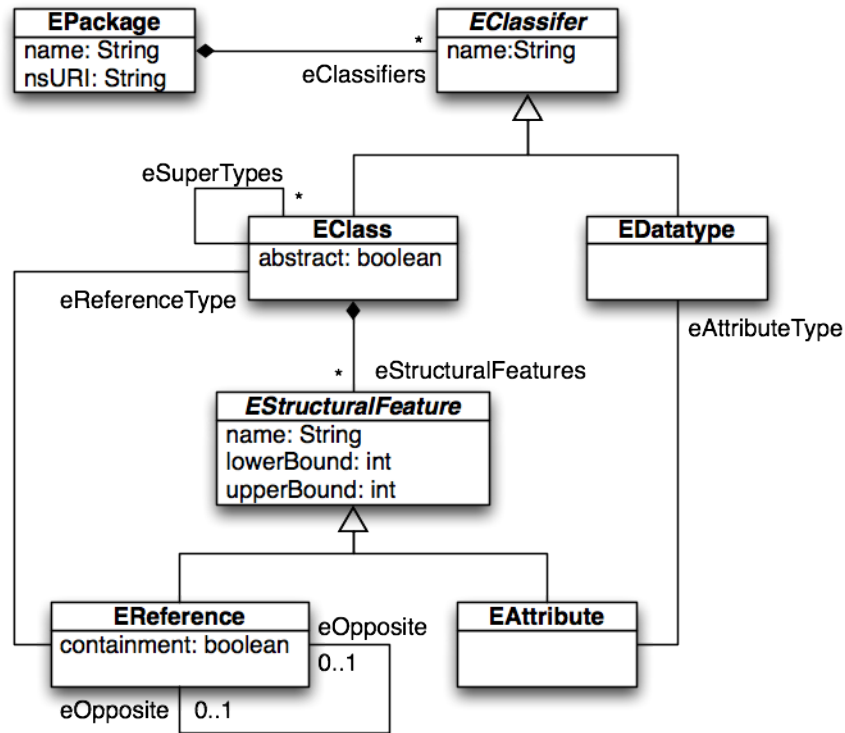 EPackage
name: String
nsURI: String
*
eClassifiers
EClassifer
name:String
eSuperTypes
*
EClass
abstract: boolean
EDatatype
eReferenceType
eAttributeType
*
eStructuralFeatures
EStructuralFeature
name: String
lowerBound: int
upperBound: int
EReference
containment: boolean
eOpposite
0..1
EAttribute
eOpposite
0..1